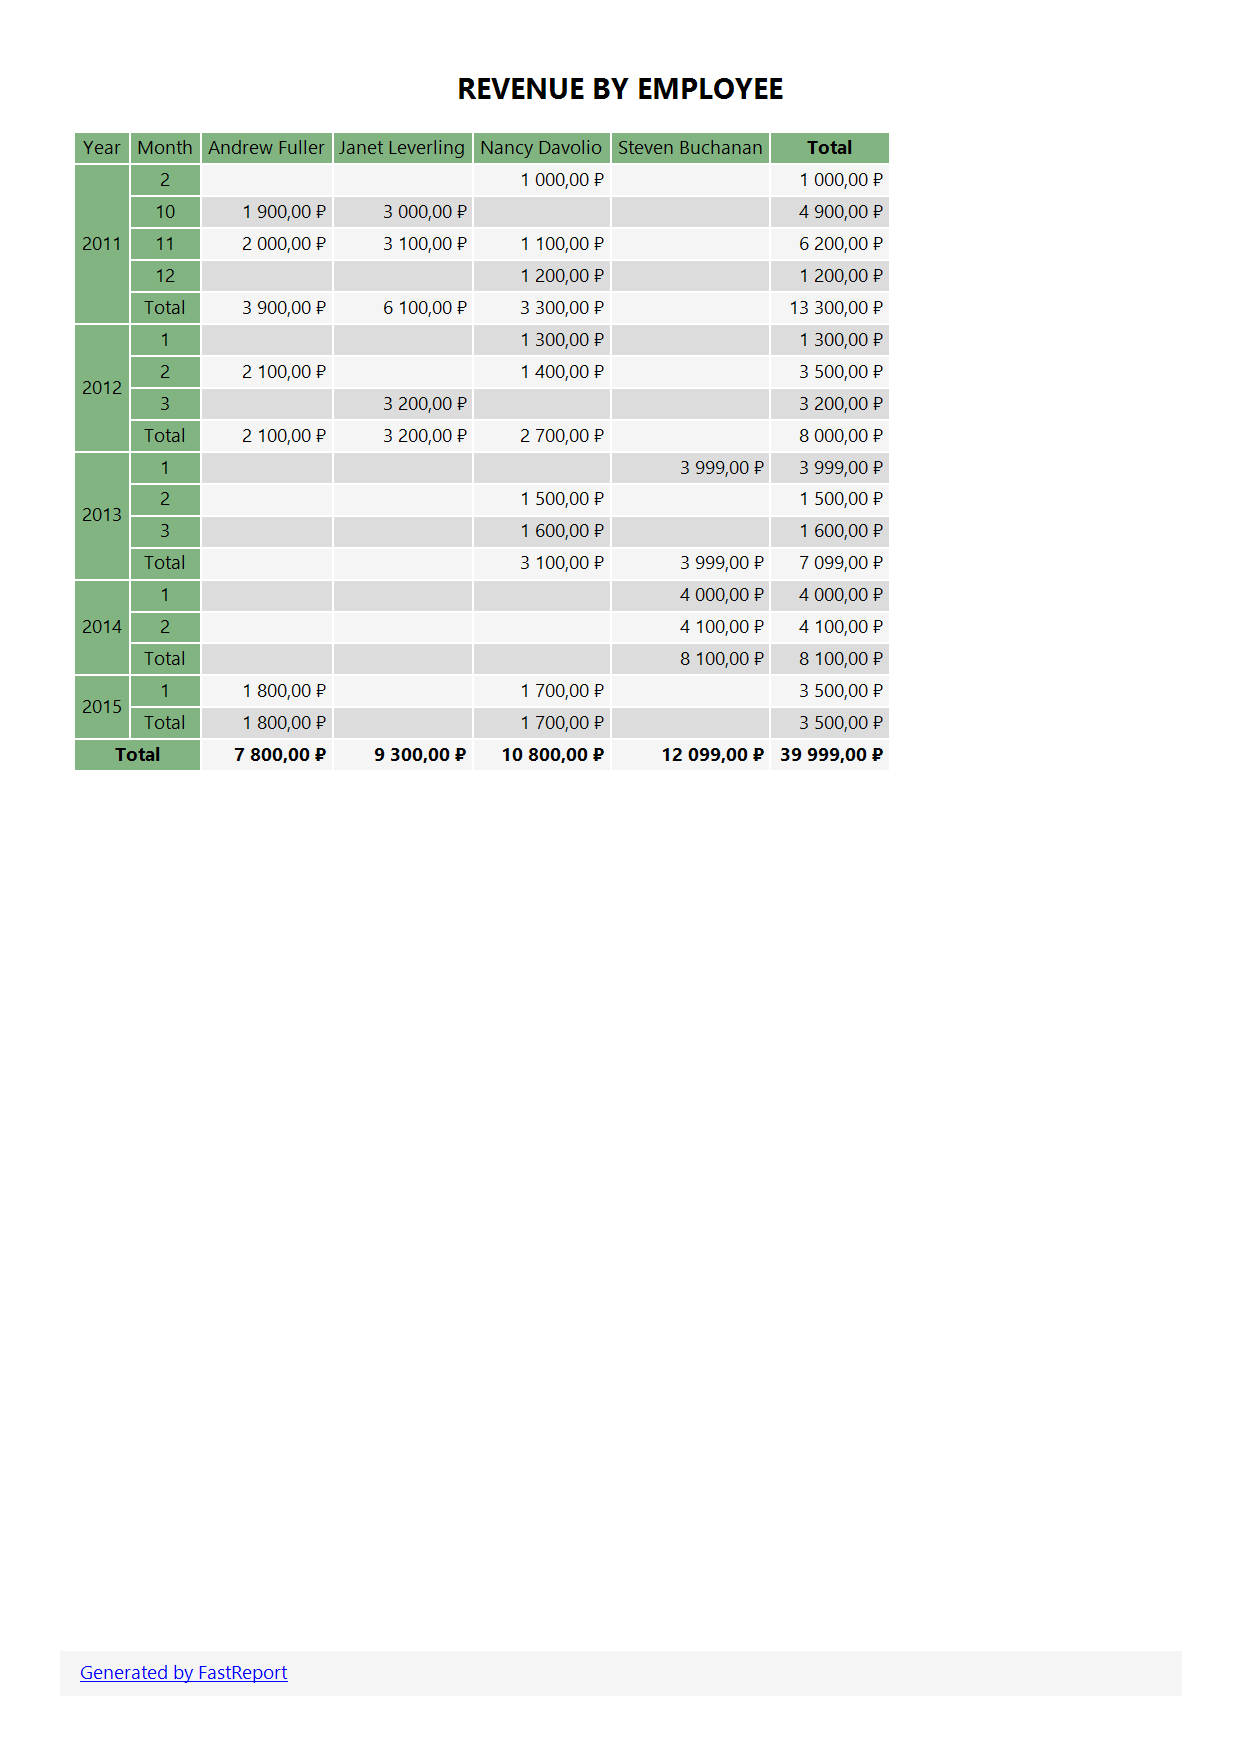 REVENUE BY EMPLOYEE
Year Month Andrew Fuller Janet Leverling Nancy Davolio Steven Buchanan Total
2011
2 1 000,00 ₽ 1 000,00 ₽
10 1 900,00 ₽ 3 000,00 ₽ 4 900,00 ₽
11 2 000,00 ₽ 3 100,00 ₽ 1 100,00 ₽ 6 200,00 ₽
12 1 200,00 ₽ 1 200,00 ₽
Total 3 900,00 ₽ 6 100,00 ₽ 3 300,00 ₽ 13 300,00 ₽
2012
1 1 300,00 ₽ 1 300,00 ₽
2 2 100,00 ₽ 1 400,00 ₽ 3 500,00 ₽
3 3 200,00 ₽ 3 200,00 ₽
Total 2 100,00 ₽ 3 200,00 ₽ 2 700,00 ₽ 8 000,00 ₽
2013
1 3 999,00 ₽ 3 999,00 ₽
2 1 500,00 ₽ 1 500,00 ₽
3 1 600,00 ₽ 1 600,00 ₽
Total 3 100,00 ₽ 3 999,00 ₽ 7 099,00 ₽
2014
1 4 000,00 ₽ 4 000,00 ₽
2 4 100,00 ₽ 4 100,00 ₽
Total 8 100,00 ₽ 8 100,00 ₽
2015
1 1 800,00 ₽ 1 700,00 ₽ 3 500,00 ₽
Total 1 800,00 ₽ 1 700,00 ₽ 3 500,00 ₽
Total 7 800,00 ₽ 9 300,00 ₽ 10 800,00 ₽ 12 099,00 ₽ 39 999,00 ₽
Generated by FastReport